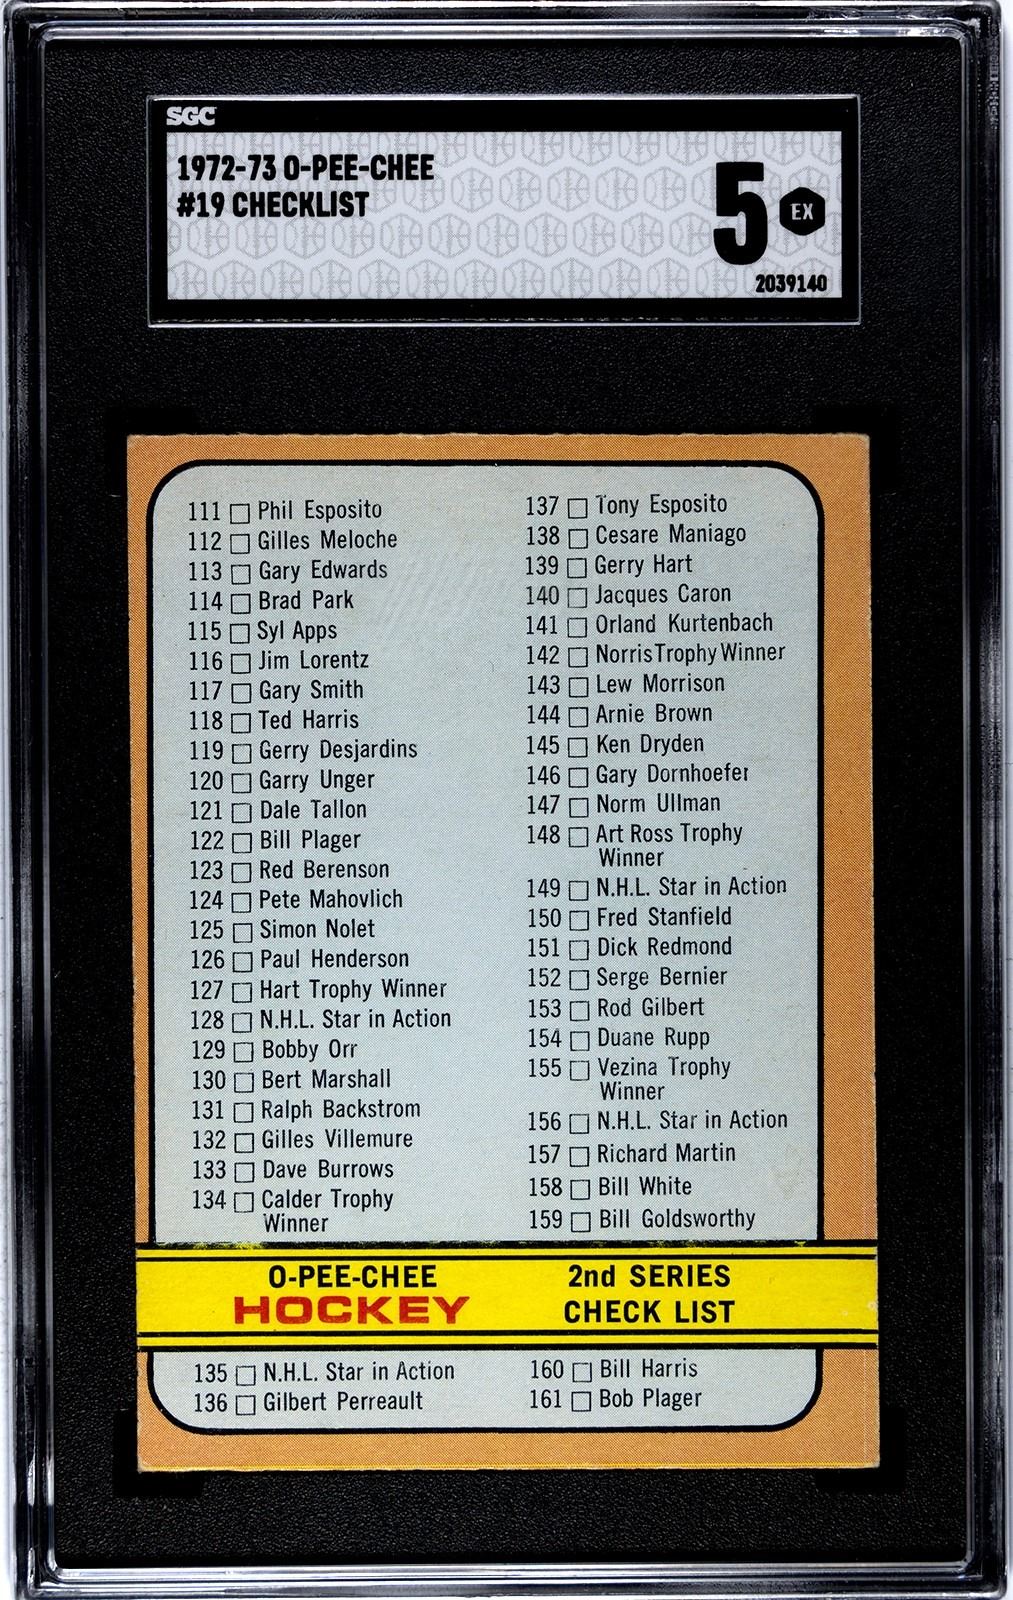 SGC
1972-73 O-PEE-CHEE
#19 CHECKLIST
5 EX
2039140
111 Phil Esposito
112 Gilles Meloche
113 Gary Edwards
114 Brad Park
115 Syl Apps
116 Jim Lorentz
117 Gary Smith
118 Ted Harris
119 Gerry Desjardins
120 Garry Unger
121 Dale Tallon
122 Bill Plager
123 Red Berenson
124 Pete Mahovlich
125 Simon Nolet
126 Paul Henderson
127 Hart Trophy Winner
128 N.H.L. Star in Action
129 Bobby Orr
130 Bert Marshall
131 Ralph Backstrom
132 Gilles Villemure
133 Dave Burrows
134 Calder Trophy
Winner
137 Tony Esposito
138 Cesare Maniago
139 Gerry Hart
140 Jacques Caron
141 Orland Kurtenbach
142 Norris Trophy Winner
143 Lew Morrison
144 Arnie Brown
145 Ken Dryden
146 Gary Dornhoefer
147 Norm Ullman
148 Art Ross Trophy
Winner
149 N.H.L. Star in Action
150 Fred Stanfield
151 Dick Redmond
152 Serge Bernier
153 Rod Gilbert
154 Duane Rupp
155 Vezina Trophy
Winner
156 N.H.L. Star in Action
157 Richard Martin
158 Bill White
159 Bill Goldsworthy
O-PEE-CHEE
HOCKEY
2nd SERIES
CHECK LIST
135 N.H.L. Star in Action
136 Gilbert Perreault
160 Bill Harris
161 Bob Plager